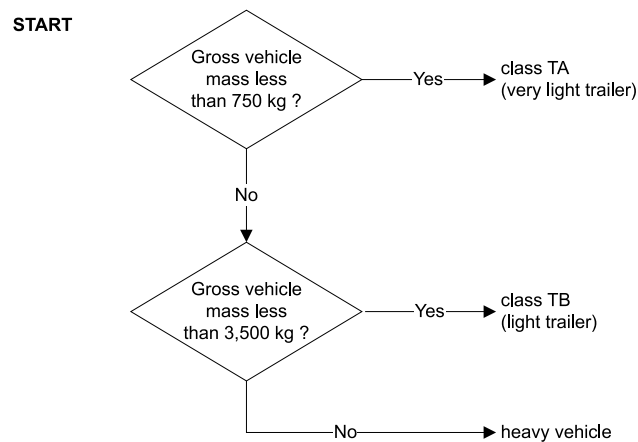 START
Gross vehicle
mass less
than 750 kg ?
Yes
class TA
(very light trailer)
No
Gross vehicle
mass less
than 3,500 kg ?
Yes
class TB
(light trailer)
No
heavy vehicle